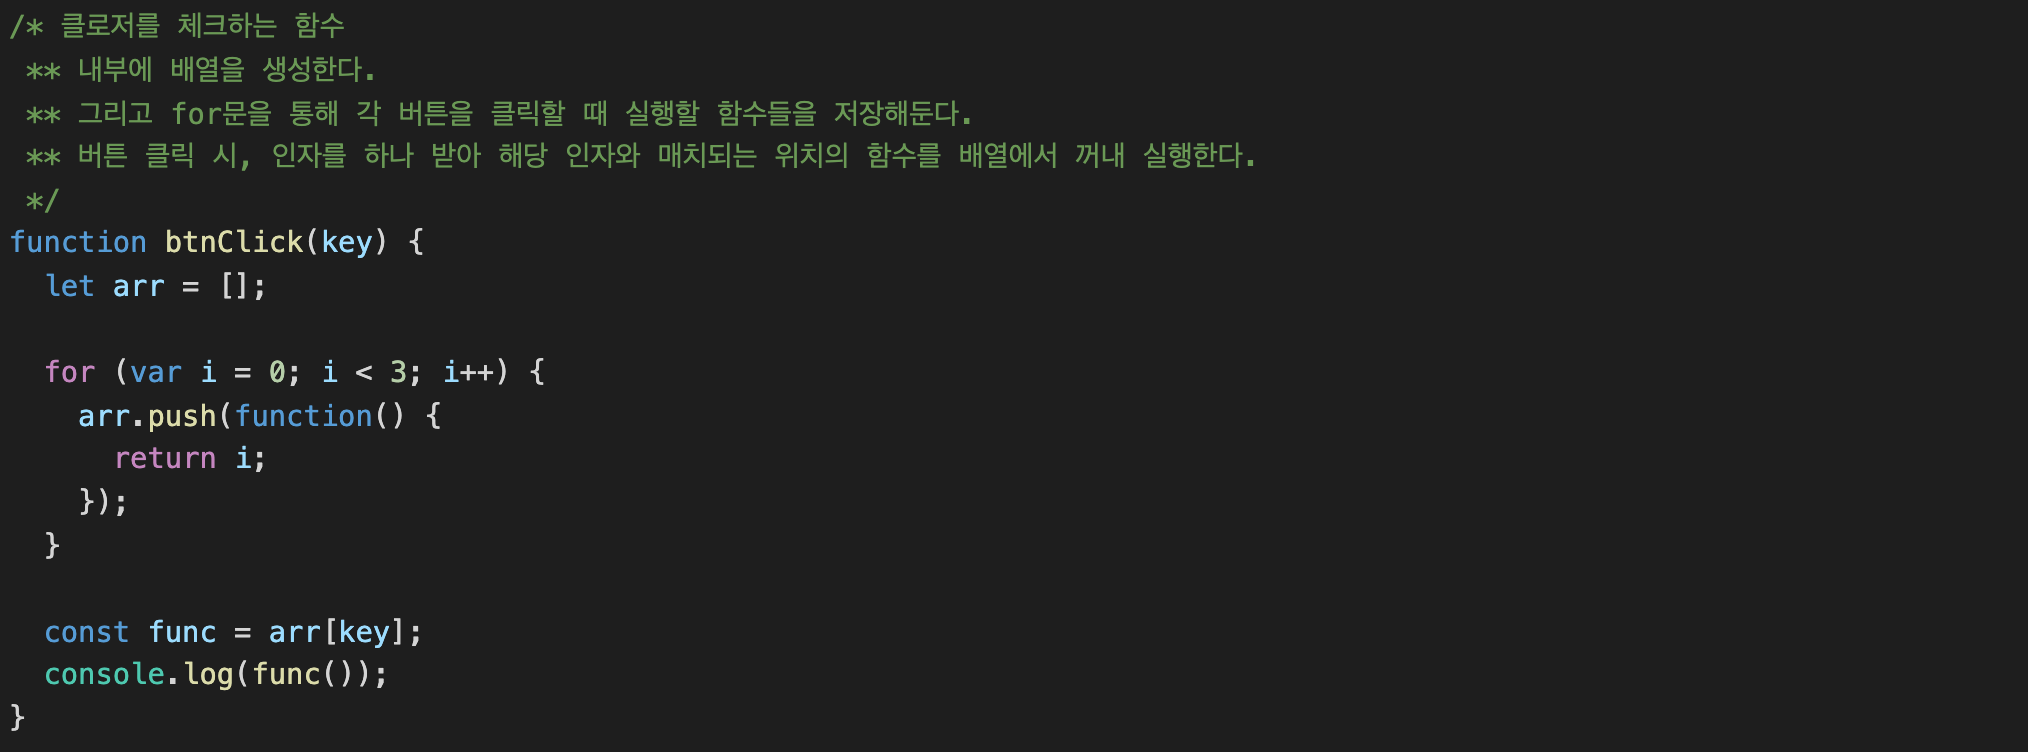 /* 클로저를 체크하는 함수
** 내부에 배열을 생성한다.
** 그리고 for문을 통해 각 버튼을 클릭할 때 실행할 함수들을 저장해둔다.
** 버튼 클릭 시, 인자를 하나 받아 해당 인자와 매치되는 위치의 함수를 배열에서 꺼내 실행한다.
*/
function btnClick(key) {
let arr = [];
for (var i = 0; i < 3; i++) {
arr.push(function() {
return i;
});
}
const func = arr[key];
console.log(func());
}